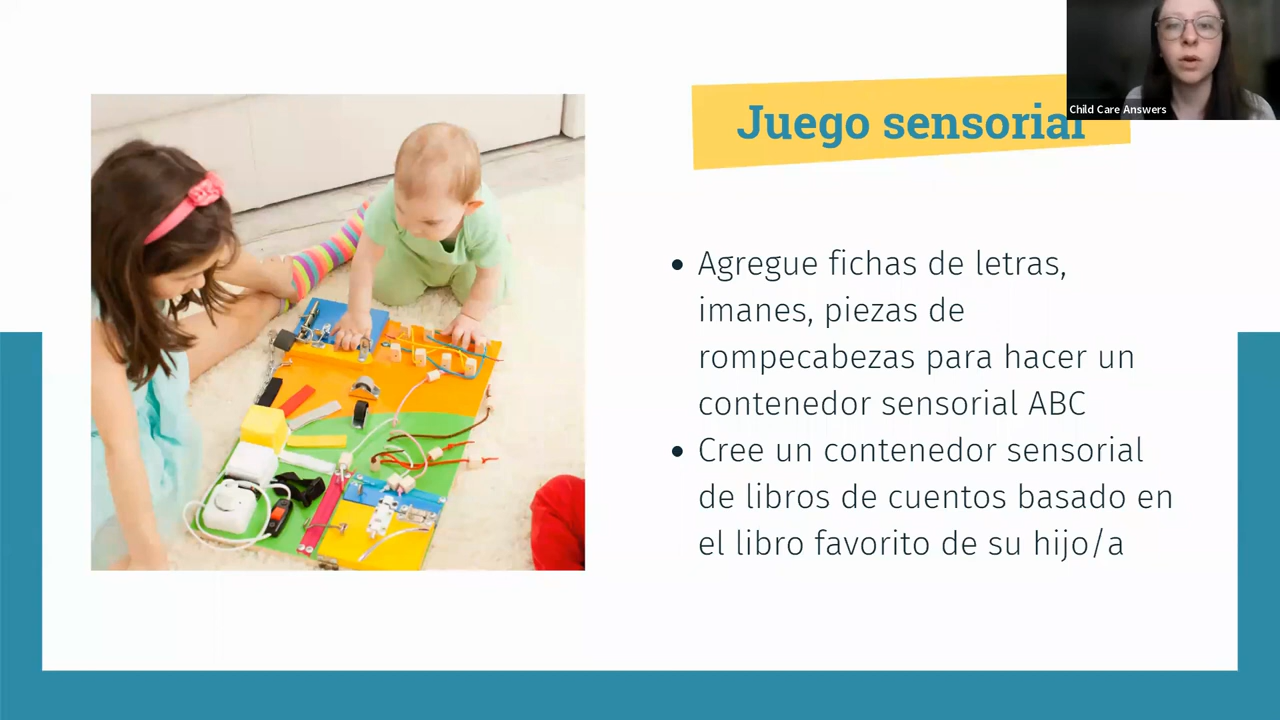 Child Care Answers
Juego sensorial
• Agregue fichas de letras,
imanes, piezas de
rompecabezas para hacer un
contenedor sensorial ABC
• Cree un contenedor sensorial
de libros de cuentos basado en
el libro favorito de su hijo/a